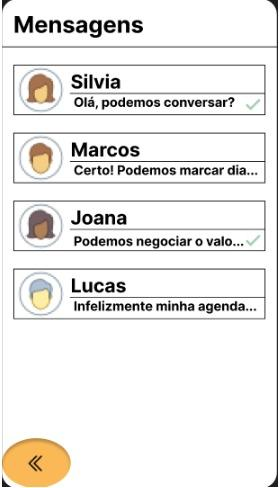 Mensagens
Silvia
Olá, podemos conversar?
Marcos
Certo! Podemos marcar dia...
Joana
Podemos negociar o valo...
Lucas
Infelizmente minha agenda...